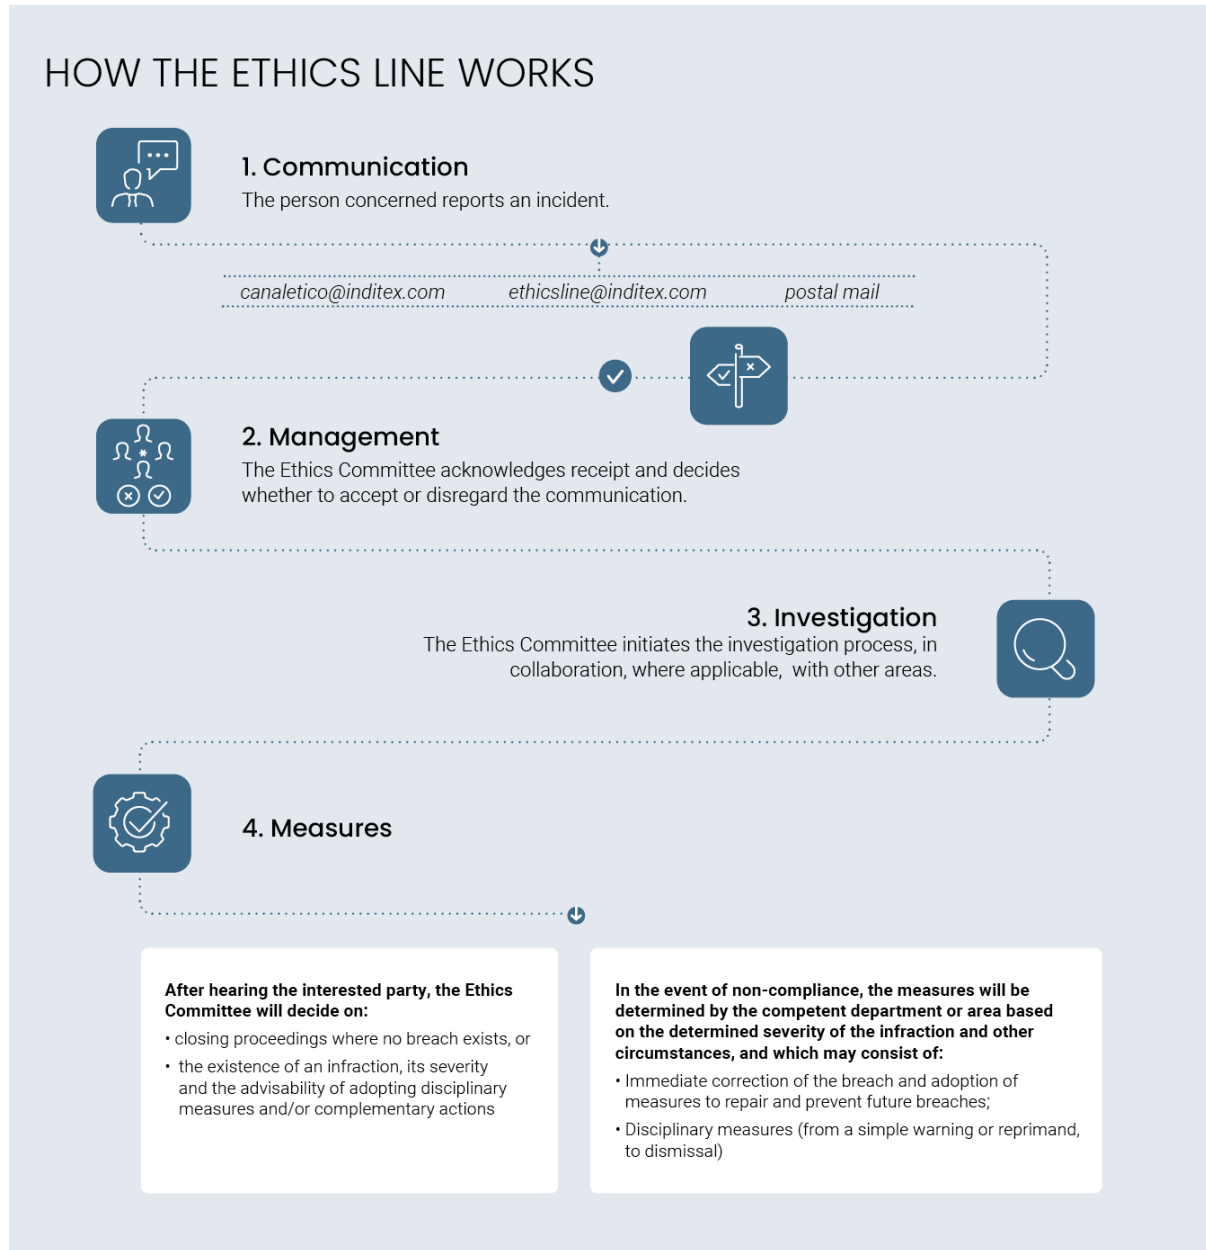 HOW THE ETHICS LINE WORKS
1. Communication
The person concerned reports an incident.
canaletico@inditex.com ethicsline@inditex.com postal mail
2. Management
The Ethics Committee acknowledges receipt and decides
whether to accept or disregard the communication.
3. Investigation
The Ethics Committee initiates the investigation process, in
collaboration, where applicable, with other areas.
4. Measures
After hearing the interested party, the Ethics
Committee will decide on:
• closing proceedings where no breach exists, or
• the existence of an infraction, its severity
and the advisability of adopting disciplinary
measures and/or complementary actions
In the event of non-compliance, the measures will be
determined by the competent department or area based
on the determined severity of the infraction and other
circumstances, and which may consist of:
• Immediate correction of the breach and adoption of
measures to repair and prevent future breaches;
• Disciplinary measures (from a simple warning or reprimand,
to dismissal)